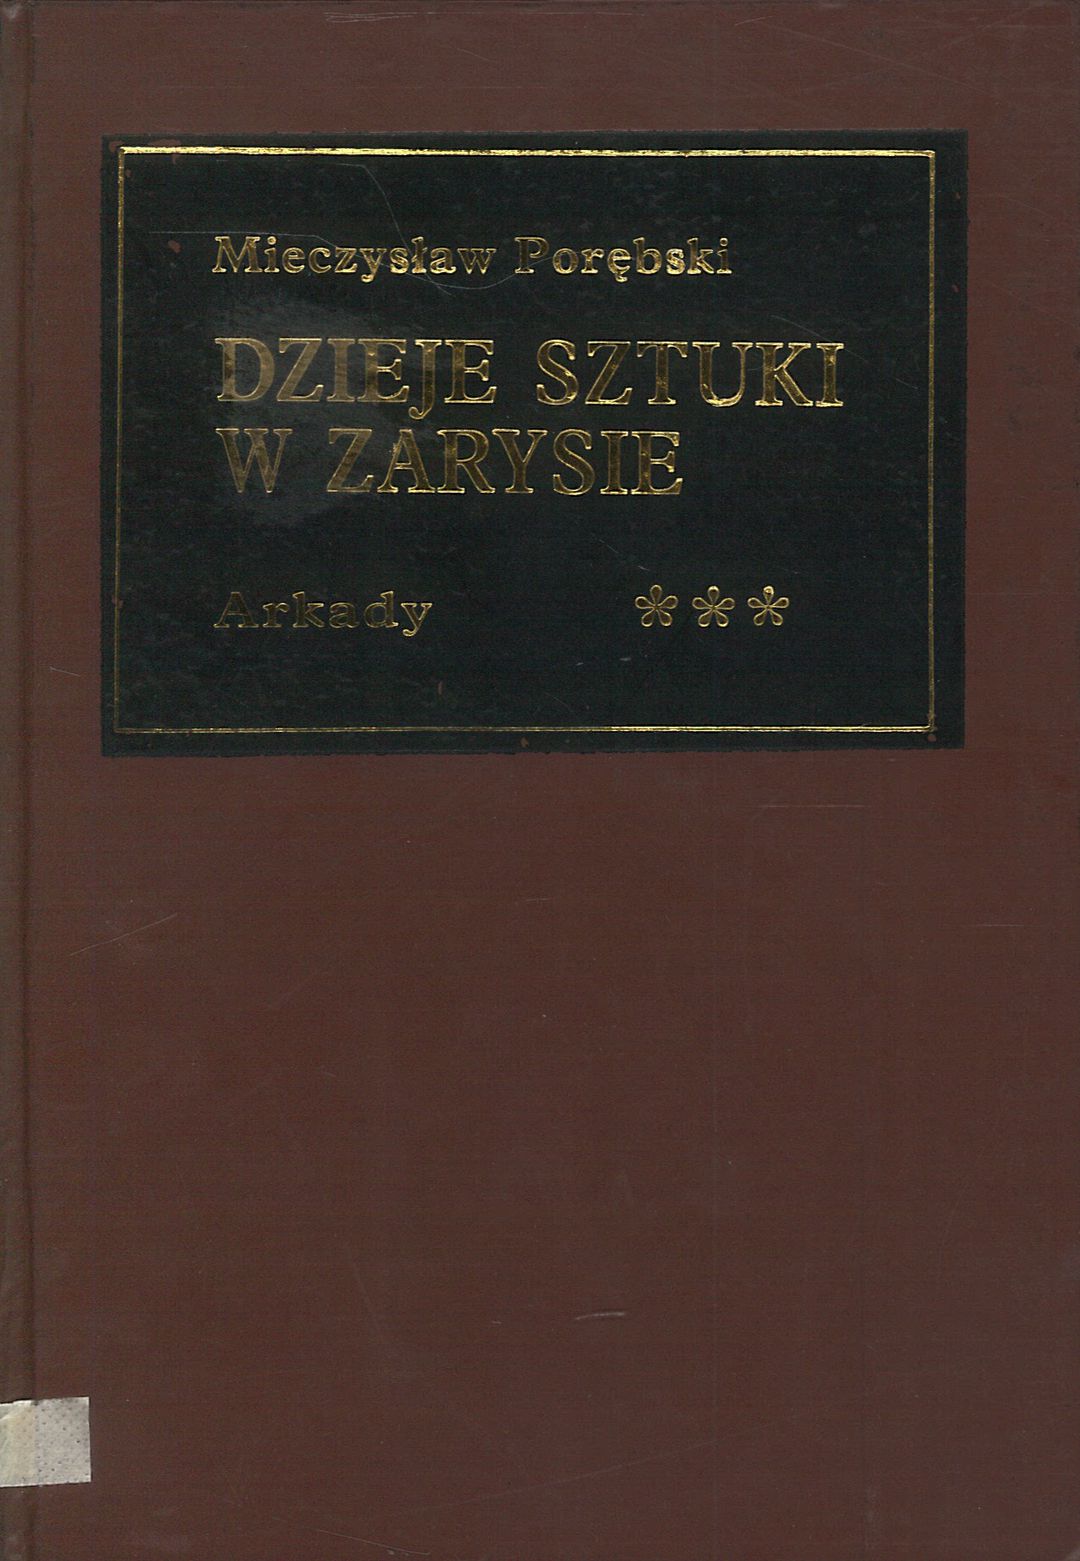 Mieczysław Porębski
DZIEJE SZTUKI
W ZARYSIE
Arkady ***